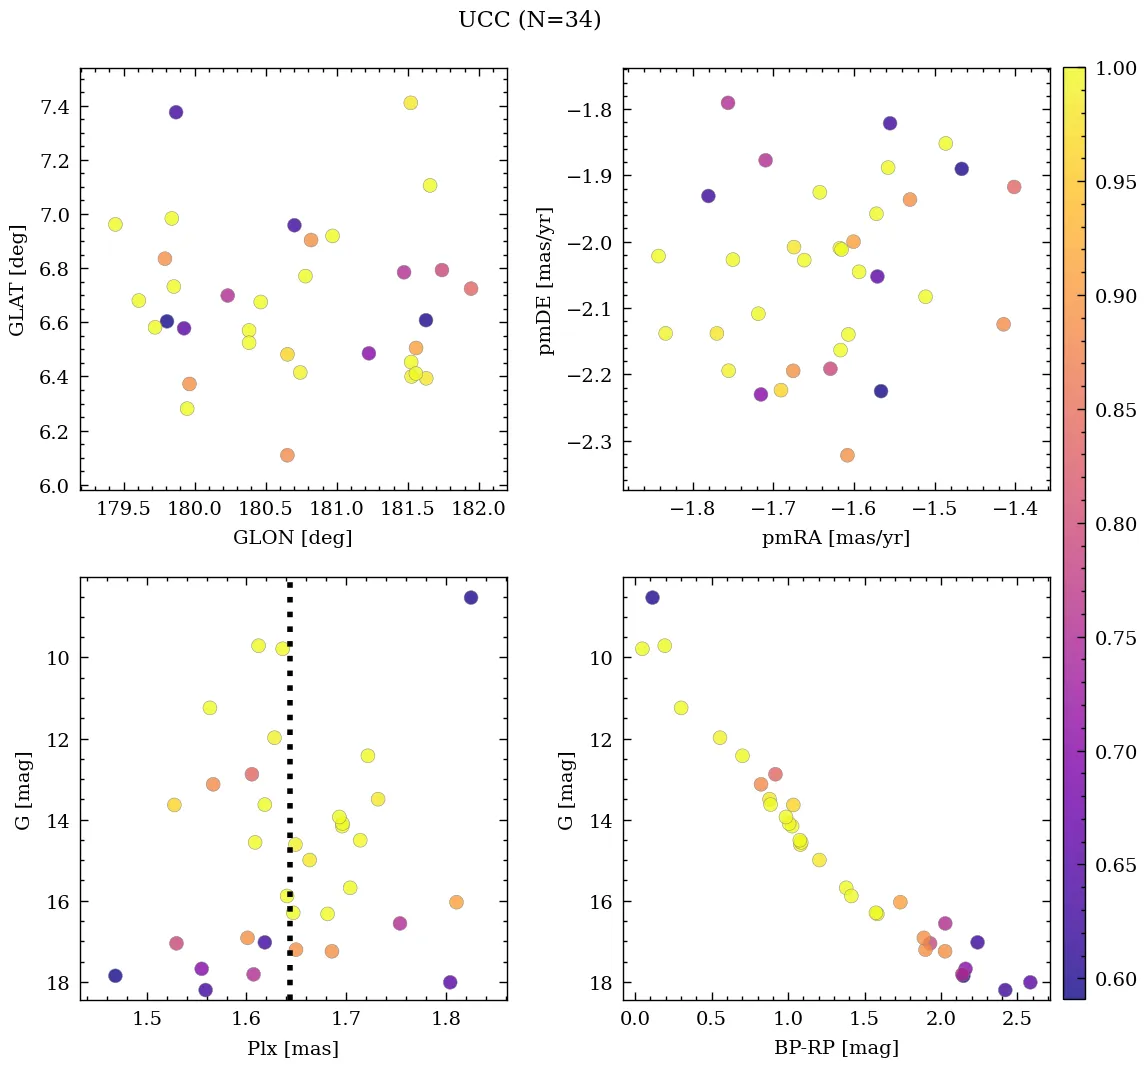 UCC (N=34)
7.4
7.2
7.0
6.8
6.6
6.4
6.2
6.0
GLAT [deg]
179.5 180.0 180.5 181.0 181.5 182.0
GLON [deg]
−1.8
−1.9
−2.0
−2.1
−2.2
−2.3
pmDE [mas/yr]
−1.8 −1.7 −1.6 −1.5 −1.4
pmRA [mas/yr]
10
12
14
16
18
G [mag]
1.5 1.6 1.7 1.8
Plx [mas]
10
12
14
16
18
G [mag]
0.0 0.5 1.0 1.5 2.0 2.5
BP-RP [mag]
1.00
0.95
0.90
0.85
0.80
0.75
0.70
0.65
0.60